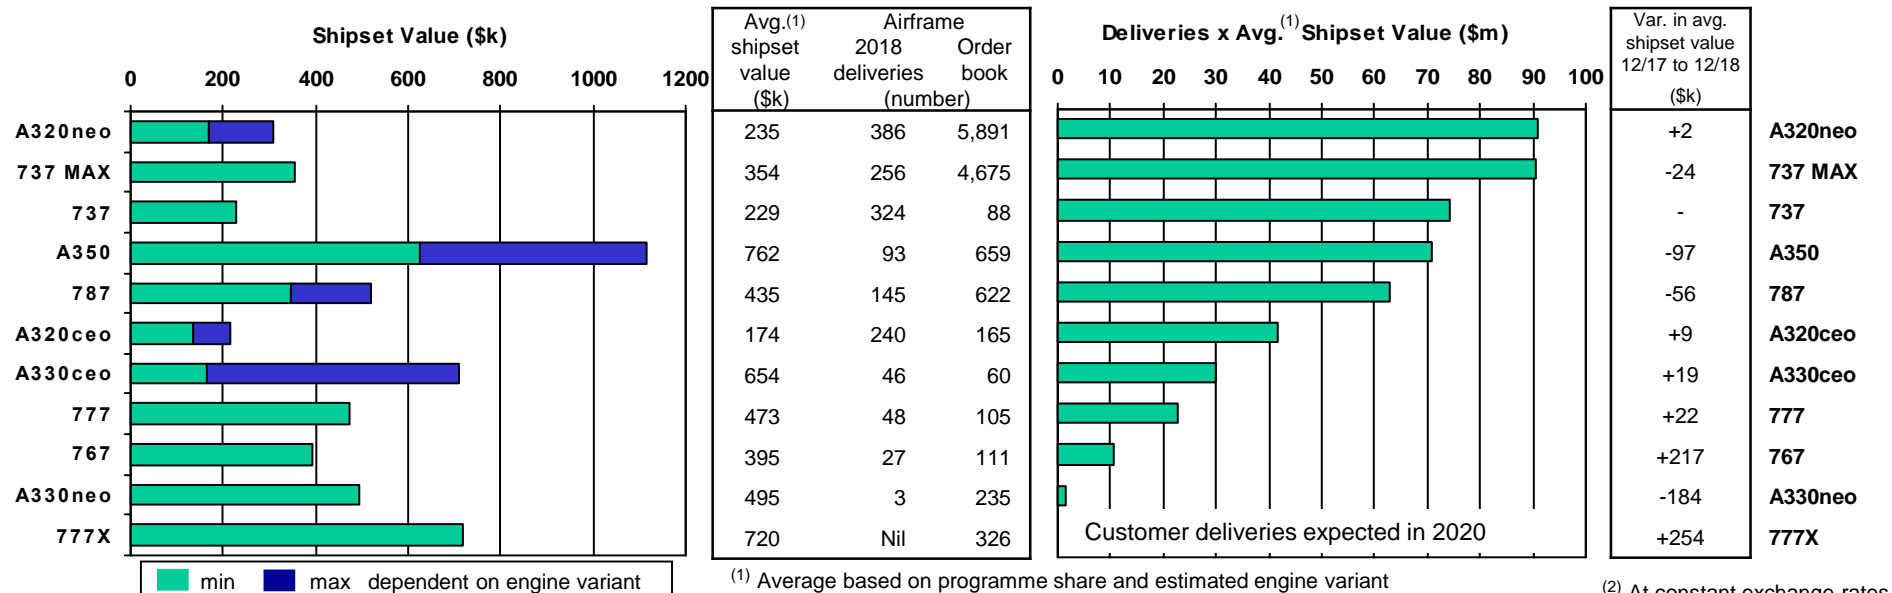 Shipset Value ($k)
0 200 400 600 800 1000 1200
A320neo
737 MAX
737
A350
787
A320ceo
A330ceo
777
767
A330neo
777X
min max dependent on engine variant
Avg.(1) Airframe
shipset 2018 Order
value deliveries book
($k) (number)
235 386 5,891
354 256 4,675
229 324 88
762 93 659
435 145 622
174 240 165
654 46 60
473 48 105
395 27 111
495 3 235
720 Nil 326
Deliveries x Avg.(1) Shipset Value ($m)
0 10 20 30 40 50 60 70 80 90 100
Customer deliveries expected in 2020
Var. in avg.
shipset value
12/17 to 12/18
($k)
+2 A320neo
-24 737 MAX
- 737
-97 A350
-56 787
+9 A320ceo
+19 A330ceo
+22 777
+217 767
-184 A330neo
+254 777X
(1) Average based on programme share and estimated engine variant
(2) At constant exchange rates